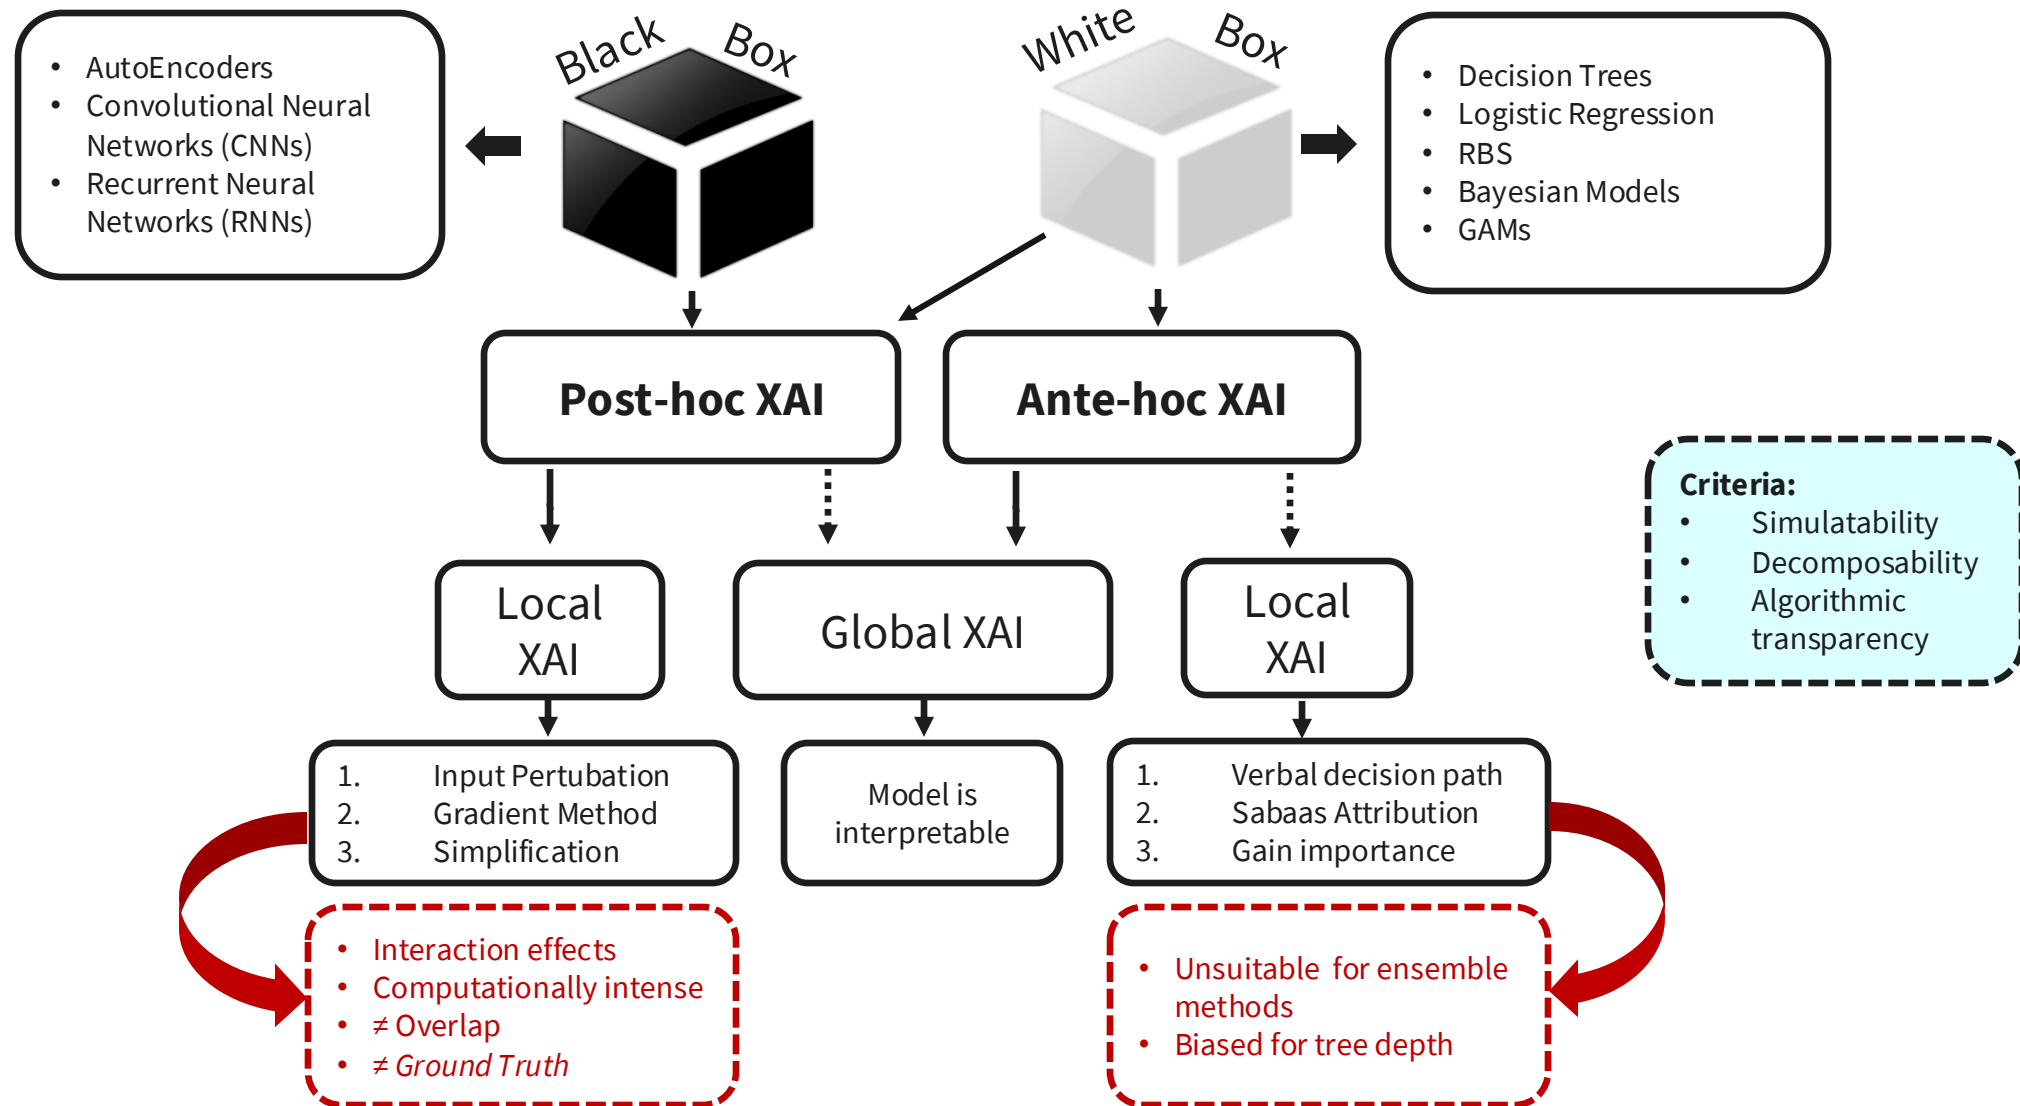 Black Box
White Box
• AutoEncoders
• Convolutional Neural
Networks (CNNs)
• Recurrent Neural
Networks (RNNs)
• Decision Trees
• Logistic Regression
• RBS
• Bayesian Models
• GAMs
Post-hoc XAI
Ante-hoc XAI
Criteria:
• Simulatability
• Decomposability
• Algorithmic
transparency
Local
XAI
Global XAI
Local
XAI
1. Input Pertubation
2. Gradient Method
3. Simplification
Model is
interpretable
1. Verbal decision path
2. Sabaas Attribution
3. Gain importance
• Interaction effects
• Computationally intense
• ≠ Overlap
• ≠ Ground Truth
• Unsuitable for ensemble
methods
• Biased for tree depth